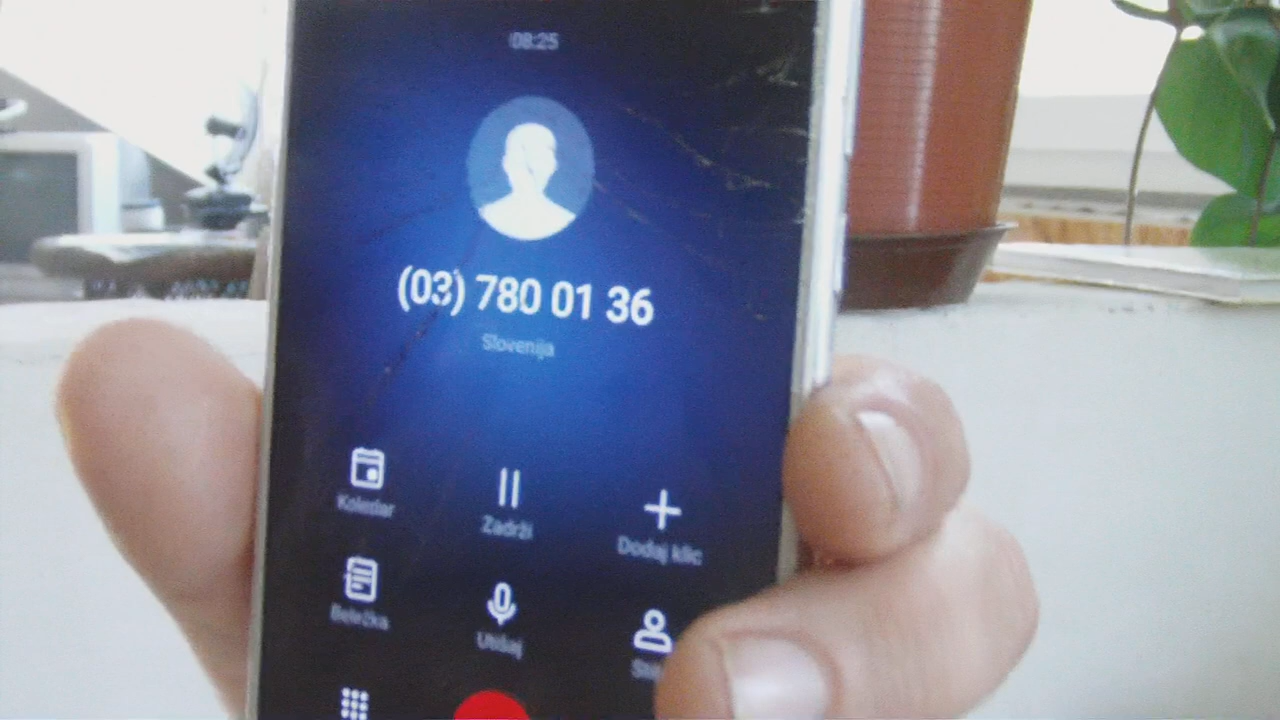 08:25
(03) 780 01 36
Slovenija
Koledar
Zadrži
Dodaj klic
Beležka
Utišaj